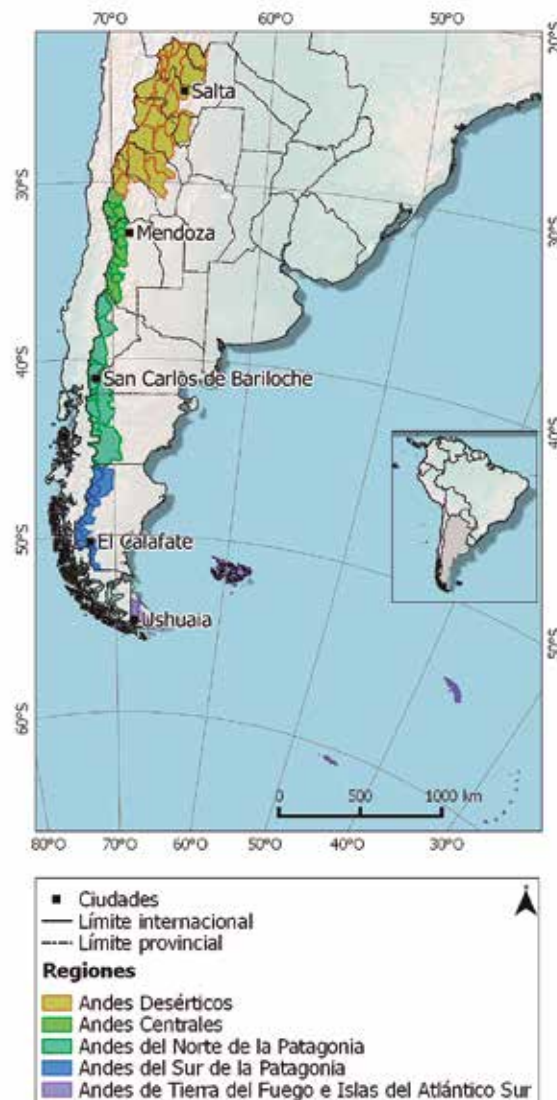 70°O
60°O
50°O
20°S
Salta
30°S
30°S
Mendoza
40°S
San Carlos de Bariloche
40°S
50°S
El Calafate
Ushuaia
50°S
60°S
0 500 1000 km
80°O 70°O 60°O 50°O 40°O 30°O
Ciudades
Límite internacional
Límite provincial
Regiones
Andes Desérticos
Andes Centrales
Andes del Norte de la Patagonia
Andes del Sur de la Patagonia
Andes de Tierra del Fuego e Islas del Atlántico Sur